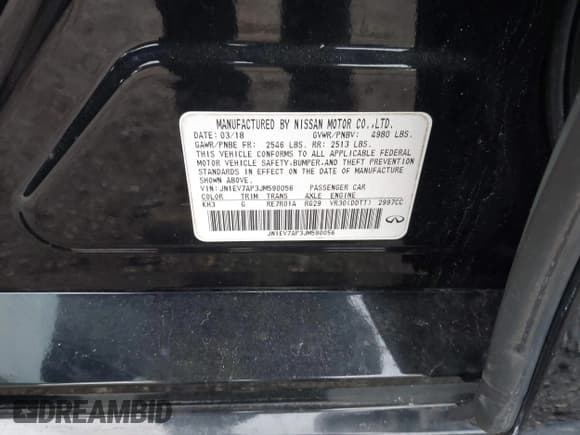 MANUFACTURED BY NISSAN MOTOR CO.,LTD.
DATE: 03/18 GVWR/PNBV: 4980 LBS.
GAWR/PNBE FR: 2546 LBS. RR: 2513 LBS.
THIS VEHICLE CONFORMS TO ALL APPLICABLE FEDERAL
MOTOR VEHICLE SAFETY,BUMPER,AND THEFT PREVENTION
STANDARDS IN EFFECT ON THE DATE OF MANUFACTURE
SHOWN ABOVE.
VIN:JN1EV7AP3JM590056 PASSENGER CAR
COLOR TRIM TRANS AXLE ENGINE
KH3 G RE7R01A RG29 VR30(DDTT) 2997CC
JN1EV7AP3JM590056
DREAMBID